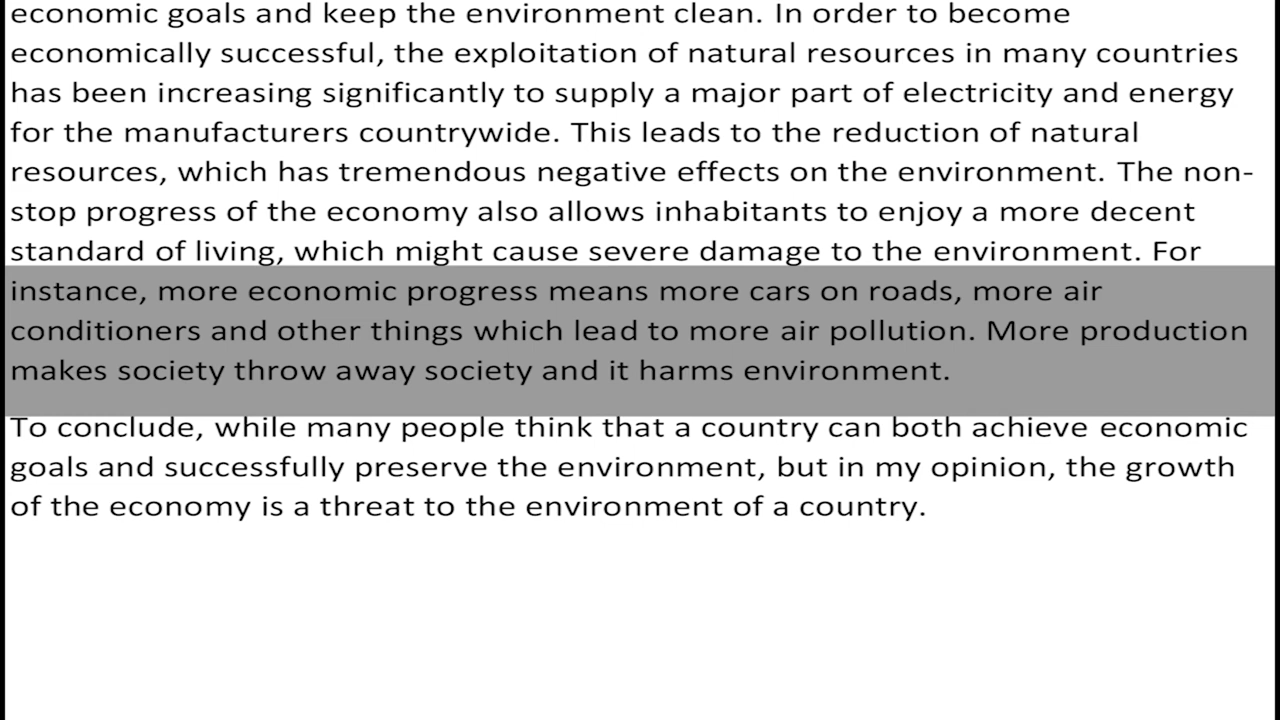 economic goals and keep the environment clean. In order to become
economically successful, the exploitation of natural resources in many countries
has been increasing significantly to supply a major part of electricity and energy
for the manufacturers countrywide. This leads to the reduction of natural
resources, which has tremendous negative effects on the environment. The non-
stop progress of the economy also allows inhabitants to enjoy a more decent
standard of living, which might cause severe damage to the environment. For
instance, more economic progress means more cars on roads, more air
conditioners and other things which lead to more air pollution. More production
makes society throw away society and it harms environment.
To conclude, while many people think that a country can both achieve economic
goals and successfully preserve the environment, but in my opinion, the growth
of the economy is a threat to the environment of a country.